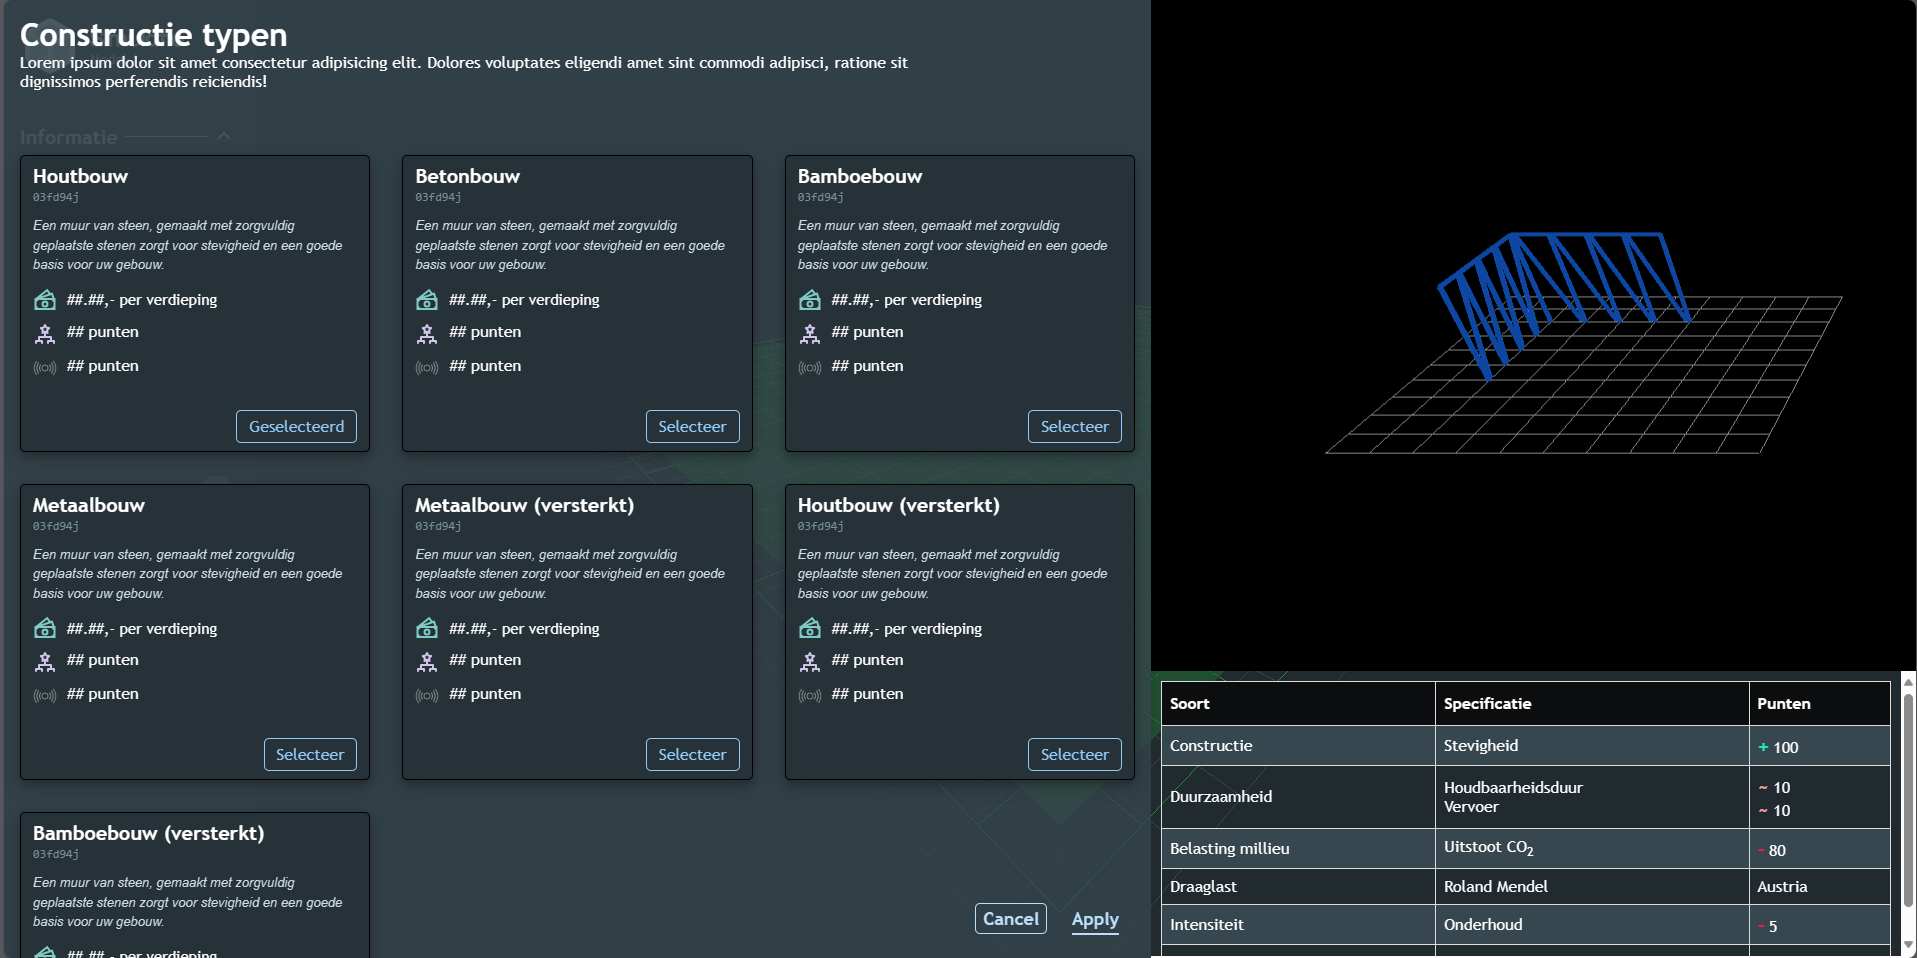 Constructie typen
Lorem ipsum dolor sit amet consectetur adipisicing elit. Dolores voluptates eligendi amet sint commodi adipisci, ratione sit
dignissimos perferendis reiciendis!
Informatie
Houtbouw
03fd94j
Een muur van steen, gemaakt met zorgvuldig
geplaatste stenen zorgt voor stevigheid en een goede
basis voor uw gebouw.
##.##,- per verdieping
## punten
## punten
Geselecteerd
Betonbouw
03fd94j
Een muur van steen, gemaakt met zorgvuldig
geplaatste stenen zorgt voor stevigheid en een goede
basis voor uw gebouw.
##.##,- per verdieping
## punten
## punten
Selecteer
Bamboebouw
03fd94j
Een muur van steen, gemaakt met zorgvuldig
geplaatste stenen zorgt voor stevigheid en een goede
basis voor uw gebouw.
##.##,- per verdieping
## punten
## punten
Selecteer
Metaalbouw
03fd94j
Een muur van steen, gemaakt met zorgvuldig
geplaatste stenen zorgt voor stevigheid en een goede
basis voor uw gebouw.
##.##,- per verdieping
## punten
## punten
Selecteer
Metaalbouw (versterkt)
03fd94j
Een muur van steen, gemaakt met zorgvuldig
geplaatste stenen zorgt voor stevigheid en een goede
basis voor uw gebouw.
##.##,- per verdieping
## punten
## punten
Selecteer
Houtbouw (versterkt)
03fd94j
Een muur van steen, gemaakt met zorgvuldig
geplaatste stenen zorgt voor stevigheid en een goede
basis voor uw gebouw.
##.##,- per verdieping
## punten
## punten
Selecteer
Bamboebouw (versterkt)
03fd94j
Een muur van steen, gemaakt met zorgvuldig
geplaatste stenen zorgt voor stevigheid en een goede
basis voor uw gebouw.
##.##,- per verdieping
Cancel Apply
Soort Specificatie Punten
Constructie Stevigheid + 100
Duurzaamheid Houdbaarheidsduur ~ 10
Vervoer ~ 10
Belasting millieu Uitstoot CO₂ - 80
Draaglast Roland Mendel Austria
Intensiteit Onderhoud - 5